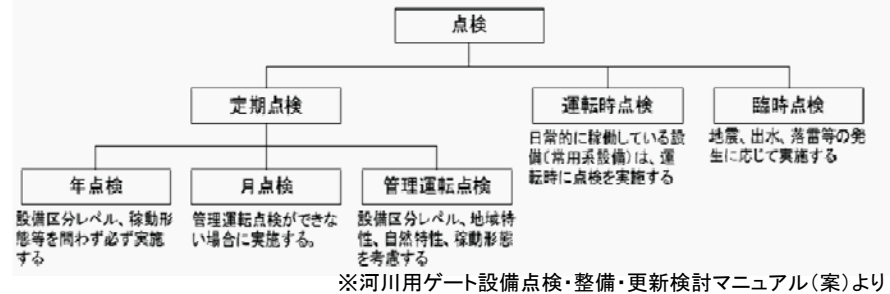 点検
定期点検
運転時点検
臨時点検
日常的に稼働している設
備(常用系設備)は、運
転時に点検を実施する
地震、出水、落雷等の発
生に応じて実施する
年点検
月点検
管理運転点検
設備区分レベル、稼動形
態等を問わず必ず実施
する
管理運転点検ができな
い場合に実施する。
設備区分レベル、地域特
性、自然特性、稼動形態
を考慮する
※河川用ゲート設備点検・整備・更新検討マニュアル(案)より